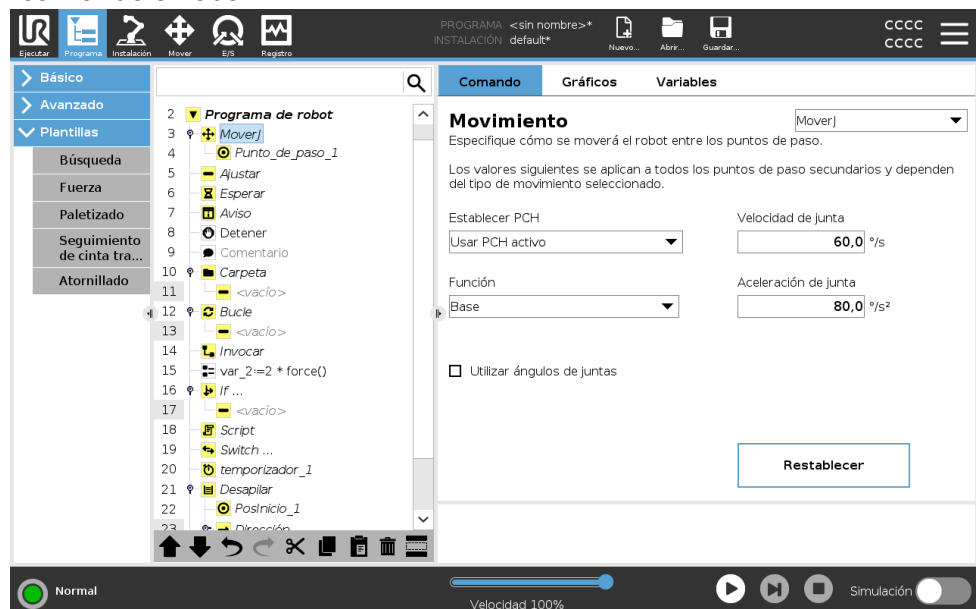 PROGRAMA <sin nombre>*
INSTALACIÓN default*
Ejecutar
Programa
Instalación
Mover
E/S
Registro
Nuevo...
Abrir...
Guardar...
cccc
cccc
Básico
Avanzado
Plantillas
Búsqueda
Fuerza
Paletizado
Seguimiento
de cinta tra...
Atornillado
2 Programa de robot
3 MoverJ
4 Punto_de_paso_1
5 Ajustar
6 Esperar
7 Aviso
8 Detener
9 Comentario
10 Carpeta
11 <vacío>
12 Bucle
13 <vacío>
14 Invocar
15 var_2:=2 * force()
16 If ...
17 <vacío>
18 Script
19 Switch ...
20 temporizador_1
21 Desapilar
22 PosInicio_1
23 Dirección
Comando
Gráficos
Variables
Movimiento
MoverJ
Especifique cómo se moverá el robot entre los puntos de paso.
Los valores siguientes se aplican a todos los puntos de paso secundarios y dependen
del tipo de movimiento seleccionado.
Establecer PCH
Velocidad de junta
Usar PCH activo
60,0 °/s
Función
Aceleración de junta
Base
80,0 °/s²
Utilizar ángulos de juntas
Restablecer
Normal
Velocidad 100%
Simulación